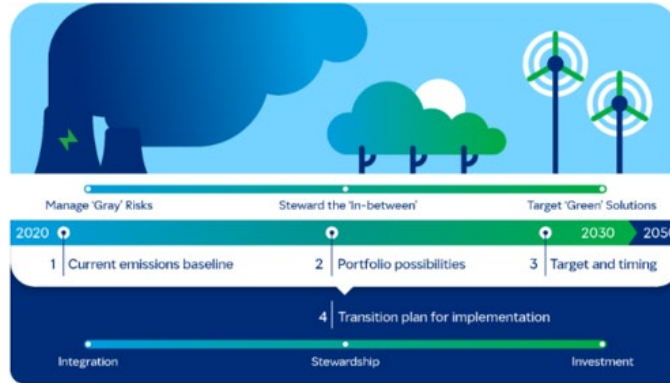 Manage 'Gray' Risks Steward the 'In-between' Target 'Green' Solutions
2020 2030 2050
1 Current emissions baseline 2 Portfolio possibilities 3 Target and timing
4 Transition plan for implementation
Integration Stewardship Investment